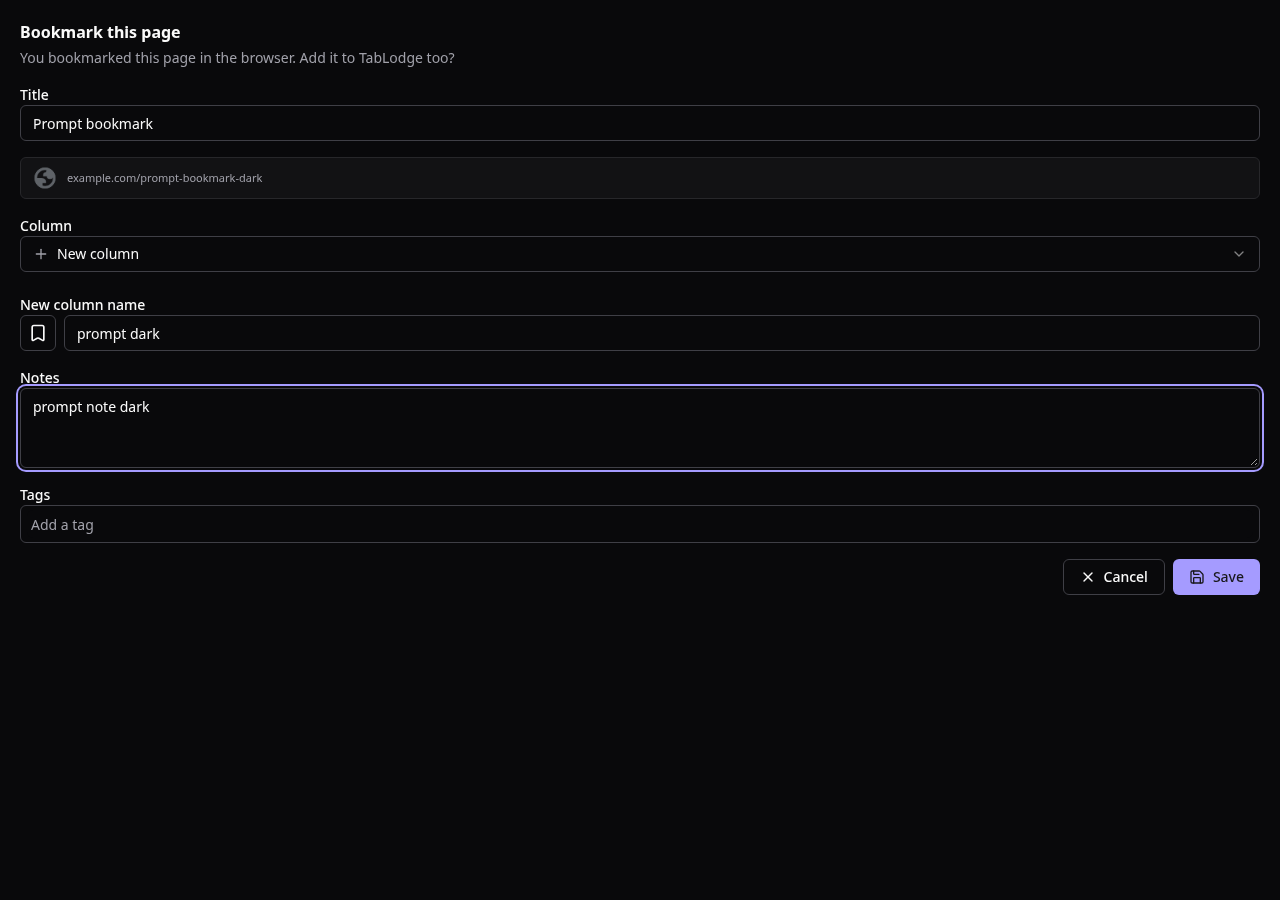 Bookmark this page
You bookmarked this page in the browser. Add it to TabLodge too?
Title
Prompt bookmark
example.com/prompt-bookmark-dark
Column
New column
New column name
prompt dark
Notes
prompt note dark
Tags
Add a tag
Cancel
Save